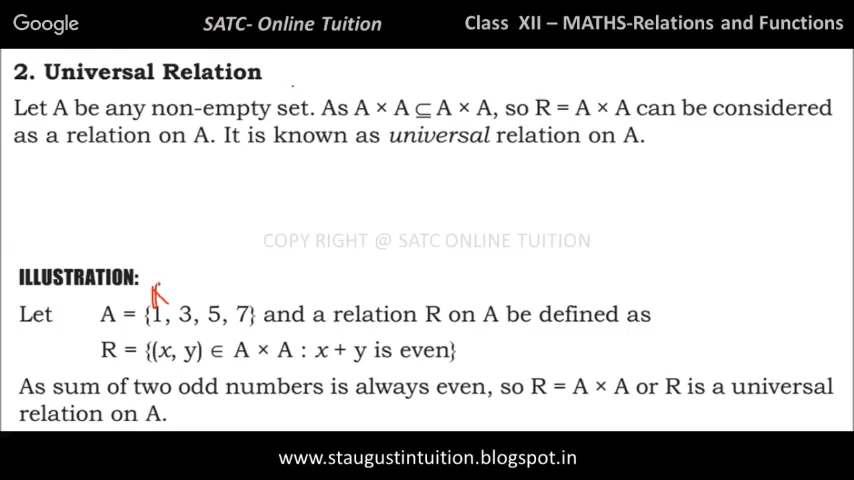 Google
SATC- Online Tuition
Class XII – MATHS-Relations and Functions
2. Universal Relation
Let A be any non-empty set. As A × A ⊆ A × A, so R = A × A can be considered
as a relation on A. It is known as universal relation on A.
COPY RIGHT @ SATC ONLINE TUITION
ILLUSTRATION:
Let A = {1, 3, 5, 7} and a relation R on A be defined as
R = {(x, y) ∈ A × A : x + y is even}
As sum of two odd numbers is always even, so R = A × A or R is a universal
relation on A.
www.staugustintuition.blogspot.in